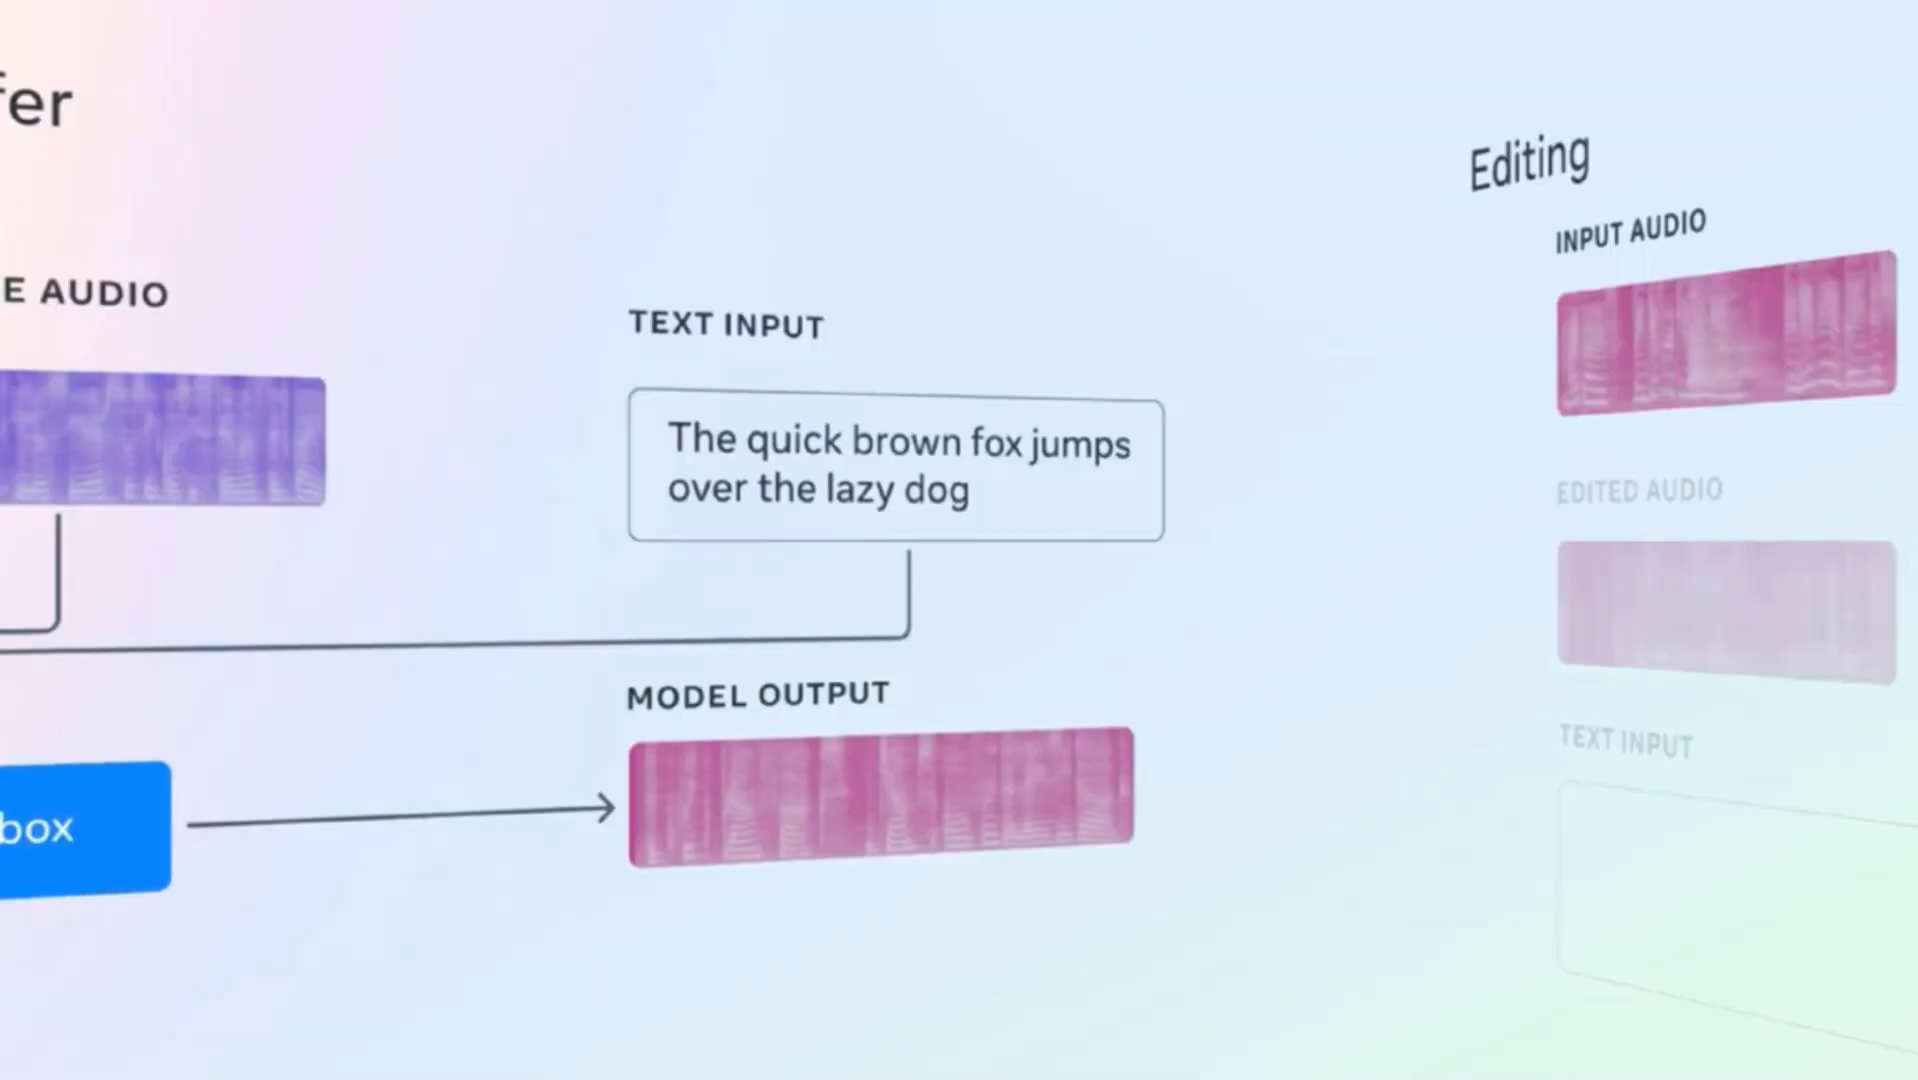 fer
E AUDIO
TEXT INPUT
The quick brown fox jumps
over the lazy dog
MODEL OUTPUT
box
Editing
INPUT AUDIO
EDITED AUDIO
TEXT INPUT